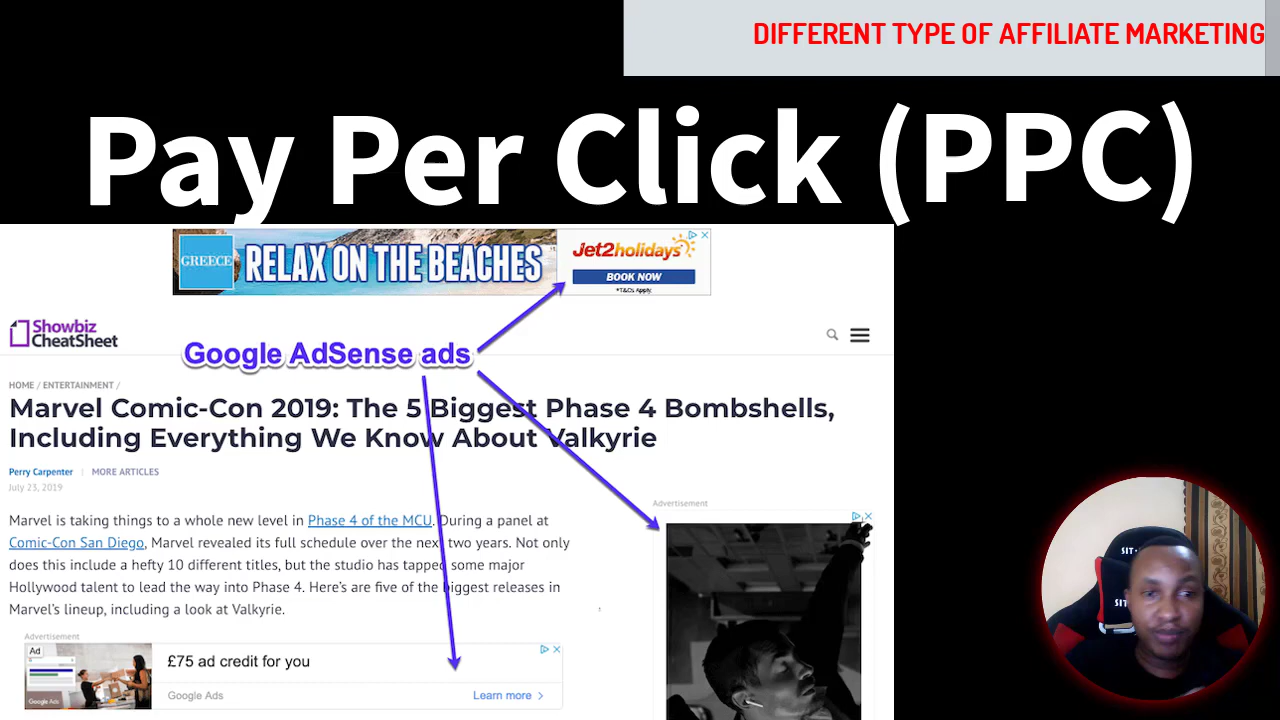 DIFFERENT TYPE OF AFFILIATE MARKETING
Pay Per Click (PPC)
GREECE
RELAX ON THE BEACHES
Jet2holidays
BOOK NOW
*T&Cs Apply.
Showbiz
CheatSheet
Google AdSense ads
HOME / ENTERTAINMENT /
Marvel Comic-Con 2019: The 5 Biggest Phase 4 Bombshells,
Including Everything We Know About Valkyrie
Perry Carpenter | MORE ARTICLES
July 23, 2019
Advertisement
Marvel is taking things to a whole new level in Phase 4 of the MCU. During a panel at
Comic-Con San Diego, Marvel revealed its full schedule over the next two years. Not only
does this include a hefty 10 different titles, but the studio has tapped some major
Hollywood talent to lead the way into Phase 4. Here's are five of the biggest releases in
Marvel's lineup, including a look at Valkyrie.
Advertisement
Ad
£75 ad credit for you
Google Ads
Google Ads
Learn more >
SIT
SIT